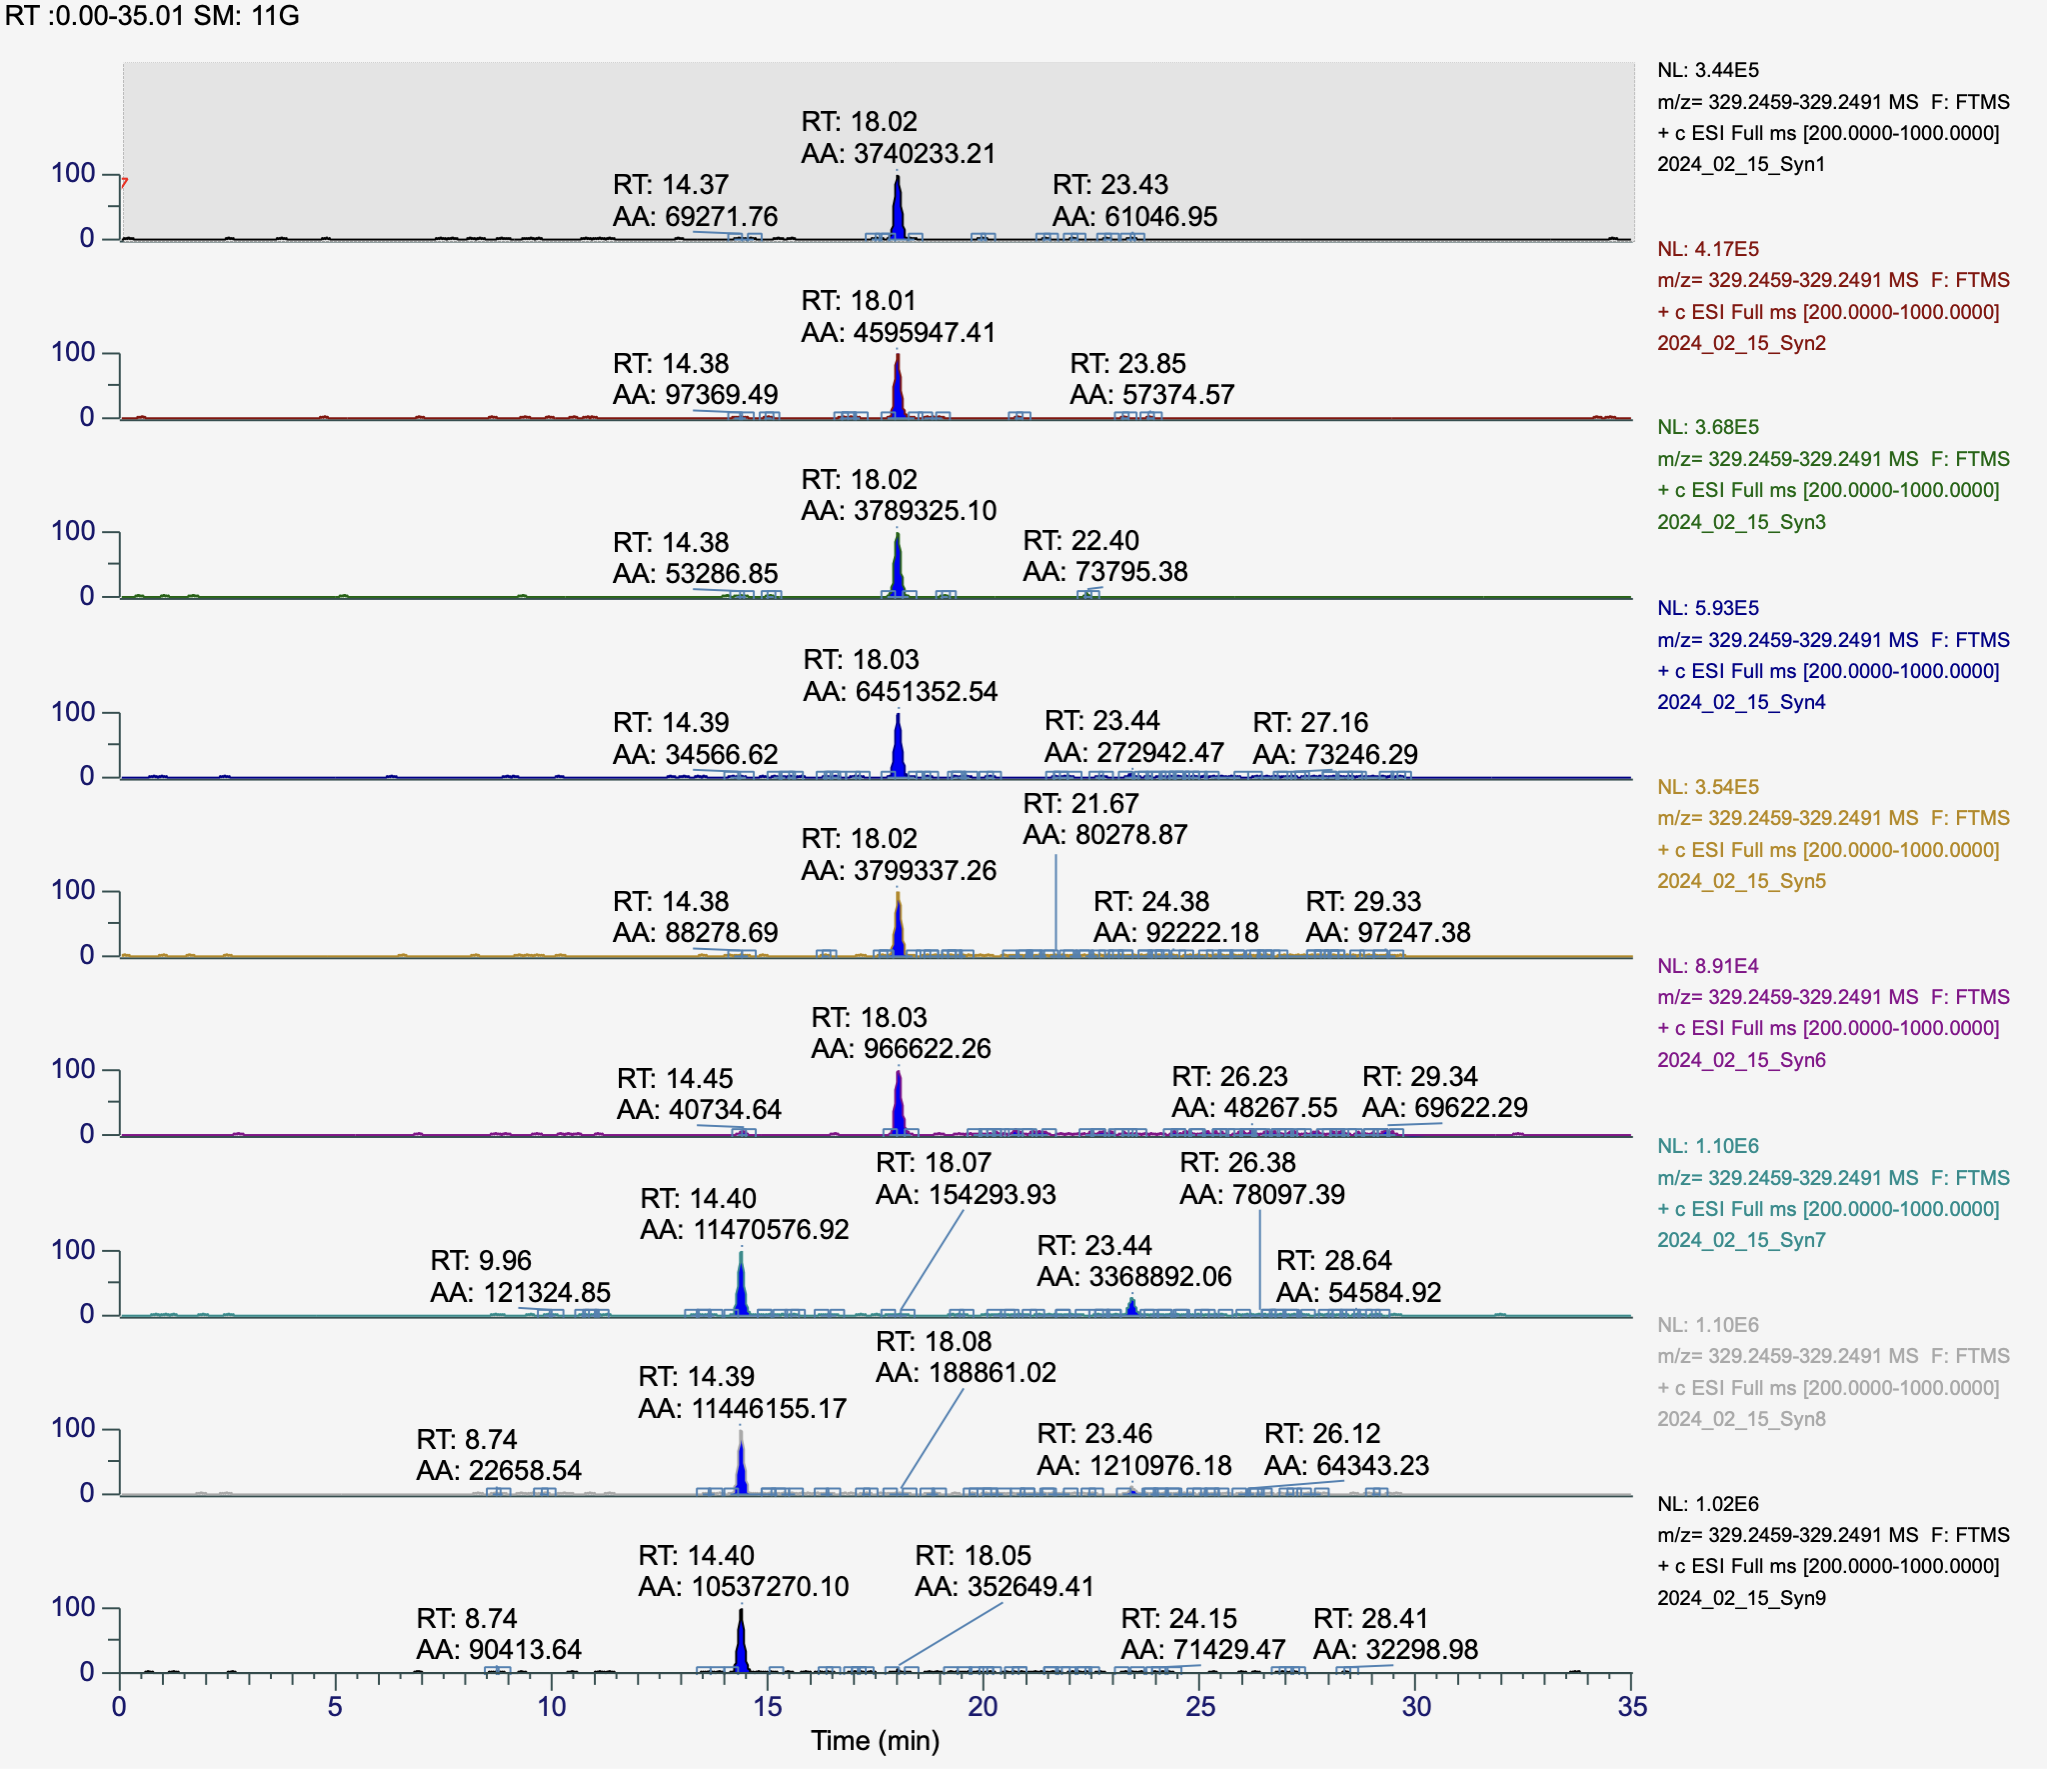 RT :0.00-35.01 SM: 11G
NL: 3.44E5
m/z= 329.2459-329.2491 MS F: FTMS
+ c ESI Full ms [200.0000-1000.0000]
2024_02_15_Syn1
RT: 18.02
AA: 3740233.21
RT: 14.37
AA: 69271.76
RT: 23.43
AA: 61046.95
100
7
0
NL: 4.17E5
m/z= 329.2459-329.2491 MS F: FTMS
+ c ESI Full ms [200.0000-1000.0000]
2024_02_15_Syn2
RT: 18.01
AA: 4595947.41
RT: 14.38
AA: 97369.49
RT: 23.85
AA: 57374.57
100
0
NL: 3.68E5
m/z= 329.2459-329.2491 MS F: FTMS
+ c ESI Full ms [200.0000-1000.0000]
2024_02_15_Syn3
RT: 18.02
AA: 3789325.10
RT: 14.38
AA: 53286.85
RT: 22.40
AA: 73795.38
100
0
NL: 5.93E5
m/z= 329.2459-329.2491 MS F: FTMS
+ c ESI Full ms [200.0000-1000.0000]
2024_02_15_Syn4
RT: 18.03
AA: 6451352.54
RT: 14.39
AA: 34566.62
RT: 23.44
AA: 272942.47
RT: 27.16
AA: 73246.29
100
0
NL: 3.54E5
m/z= 329.2459-329.2491 MS F: FTMS
+ c ESI Full ms [200.0000-1000.0000]
2024_02_15_Syn5
RT: 21.67
AA: 80278.87
RT: 18.02
AA: 3799337.26
RT: 14.38
AA: 88278.69
RT: 24.38
AA: 92222.18
RT: 29.33
AA: 97247.38
100
0
NL: 8.91E4
m/z= 329.2459-329.2491 MS F: FTMS
+ c ESI Full ms [200.0000-1000.0000]
2024_02_15_Syn6
RT: 18.03
AA: 966622.26
RT: 14.45
AA: 40734.64
RT: 26.23
AA: 48267.55
RT: 29.34
AA: 69622.29
100
0
NL: 1.10E6
m/z= 329.2459-329.2491 MS F: FTMS
+ c ESI Full ms [200.0000-1000.0000]
2024_02_15_Syn7
RT: 18.07
AA: 154293.93
RT: 26.38
AA: 78097.39
RT: 14.40
AA: 11470576.92
RT: 9.96
AA: 121324.85
RT: 23.44
AA: 3368892.06
RT: 28.64
AA: 54584.92
100
0
NL: 1.10E6
m/z= 329.2459-329.2491 MS F: FTMS
+ c ESI Full ms [200.0000-1000.0000]
2024_02_15_Syn8
RT: 18.08
AA: 188861.02
RT: 14.39
AA: 11446155.17
RT: 8.74
AA: 22658.54
RT: 23.46
AA: 1210976.18
RT: 26.12
AA: 64343.23
100
0
NL: 1.02E6
m/z= 329.2459-329.2491 MS F: FTMS
+ c ESI Full ms [200.0000-1000.0000]
2024_02_15_Syn9
RT: 14.40
AA: 10537270.10
RT: 18.05
AA: 352649.41
RT: 8.74
AA: 90413.64
RT: 24.15
AA: 71429.47
RT: 28.41
AA: 32298.98
100
0
0 5 10 15 20 25 30 35
Time (min)